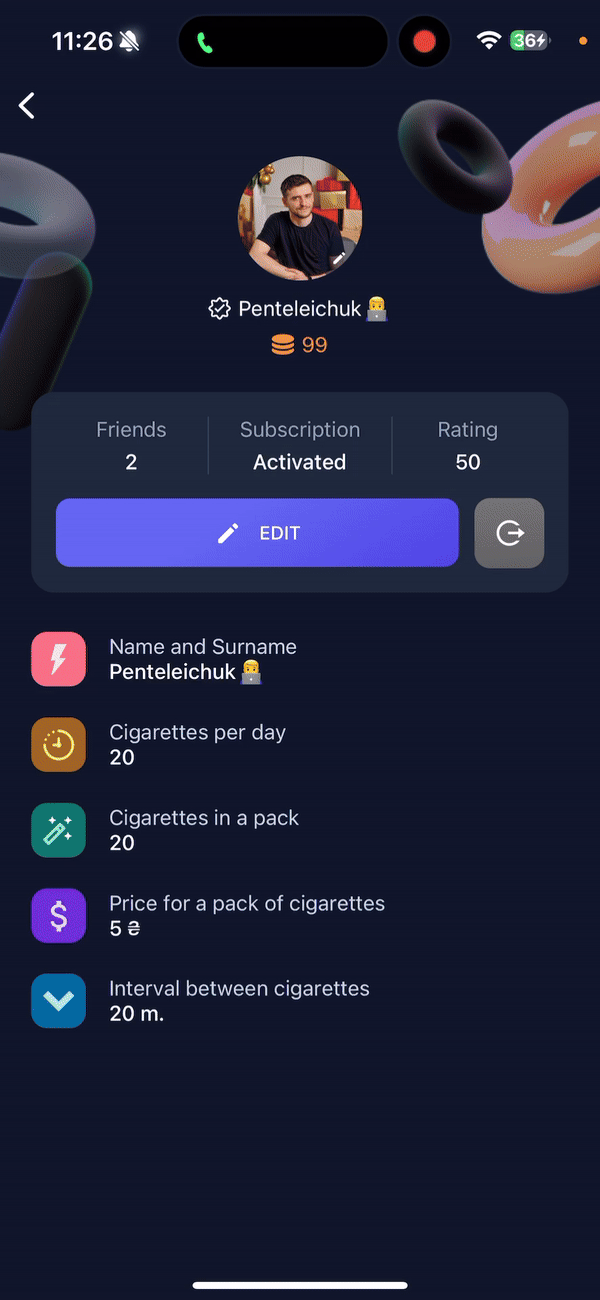 11:26
36
Penteleichuk 👨‍💻
99
Friends Subscription Rating
2 Activated 50
EDIT
Name and Surname
Penteleichuk 👨‍💻
Cigarettes per day
20
Cigarettes in a pack
20
Price for a pack of cigarettes
5 ₴
Interval between cigarettes
20 m.